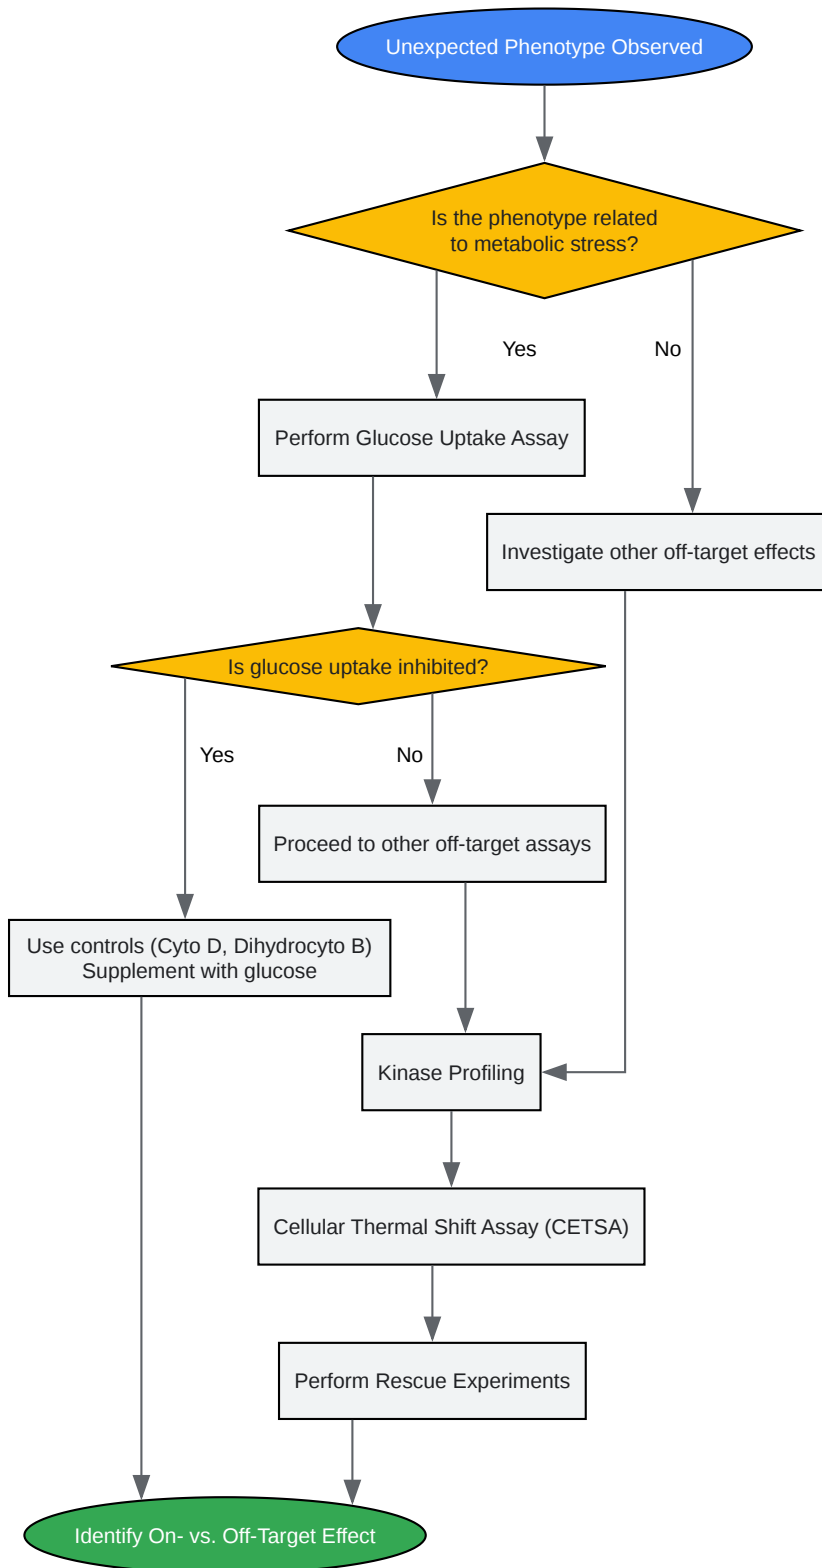 Unexpected Phenotype Observed
Is the phenotype related
to metabolic stress?
Yes
No
Perform Glucose Uptake Assay
Investigate other off-target effects
Is glucose uptake inhibited?
Yes
No
Proceed to other off-target assays
Use controls (Cyto D, Dihydrocyto B)
Supplement with glucose
Kinase Profiling
Cellular Thermal Shift Assay (CETSA)
Perform Rescue Experiments
Identify On- vs. Off-Target Effect